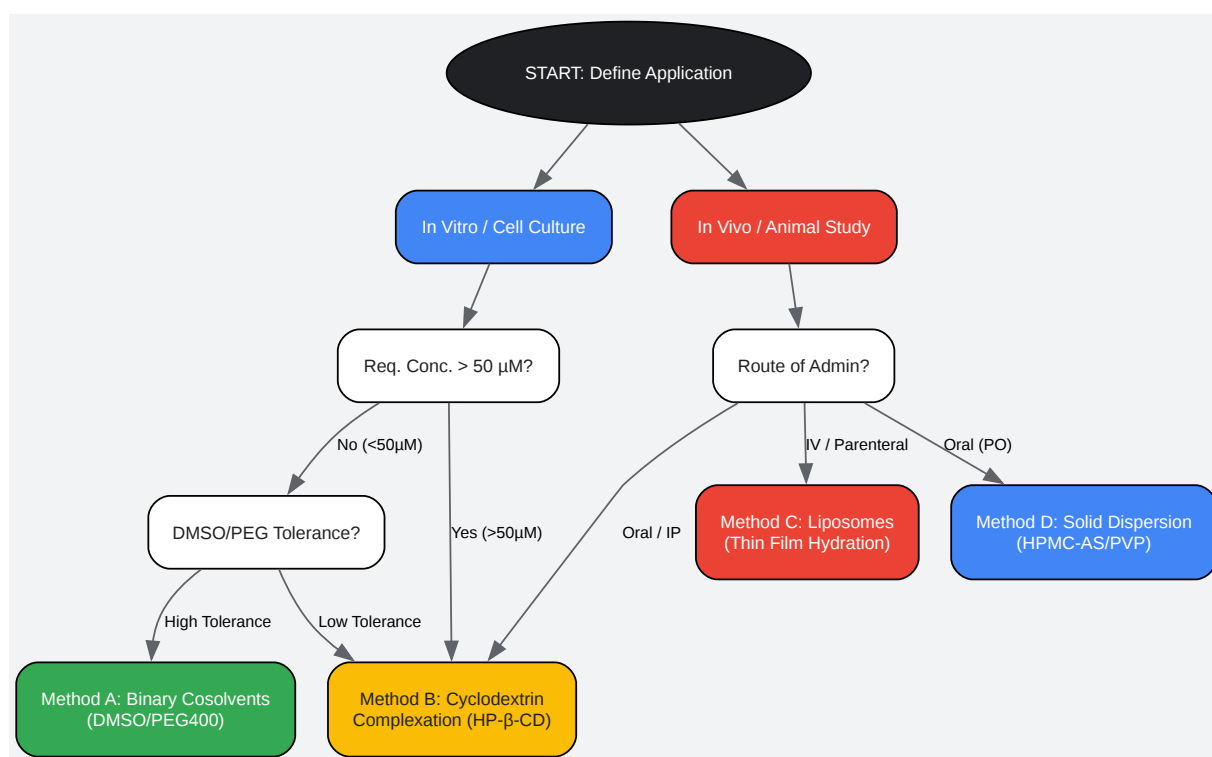 START: Define Application
In Vitro / Cell Culture
In Vivo / Animal Study
Req. Conc. > 50 µM?
Route of Admin?
No (<50µM)
IV / Parenteral
Oral (PO)
DMSO/PEG Tolerance?
Yes (>50µM)
Oral / IP
Method C: Liposomes
(Thin Film Hydration)
Method D: Solid Dispersion
(HPMC-AS/PVP)
High Tolerance
Low Tolerance
Method A: Binary Cosolvents
(DMSO/PEG400)
Method B: Cyclodextrin
Complexation (HP-β-CD)